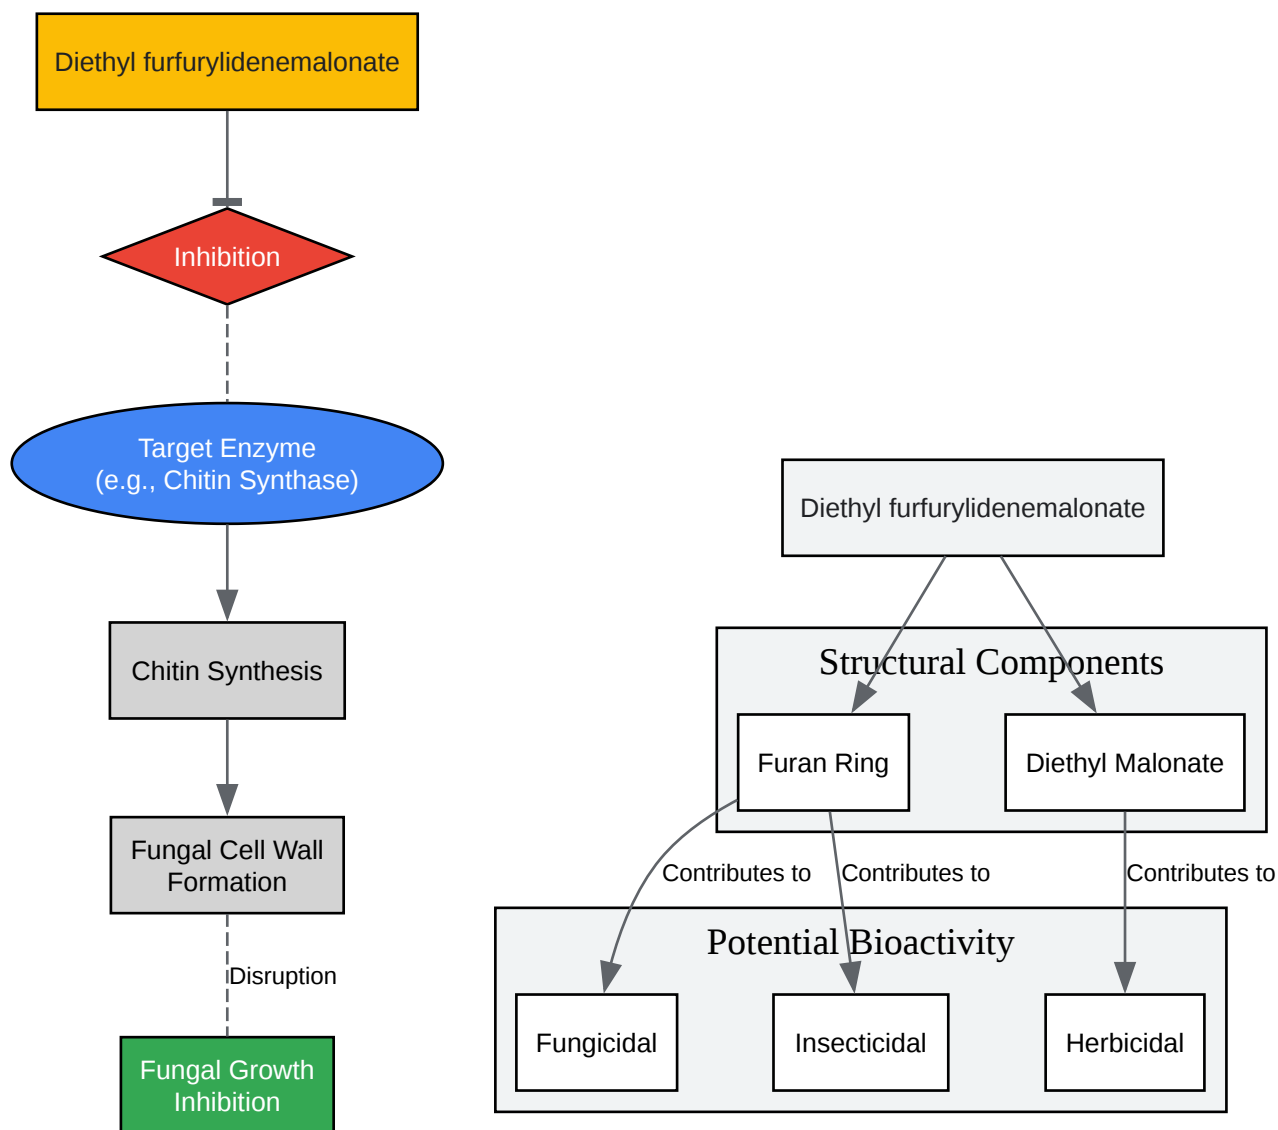 Diethyl furfurylidenemalonate
Inhibition
Target Enzyme
(e.g., Chitin Synthase)
Chitin Synthesis
Fungal Cell Wall
Formation
Disruption
Fungal Growth
Inhibition
Diethyl furfurylidenemalonate
Structural Components
Furan Ring
Diethyl Malonate
Contributes to
Contributes to
Contributes to
Potential Bioactivity
Fungicidal
Insecticidal
Herbicidal